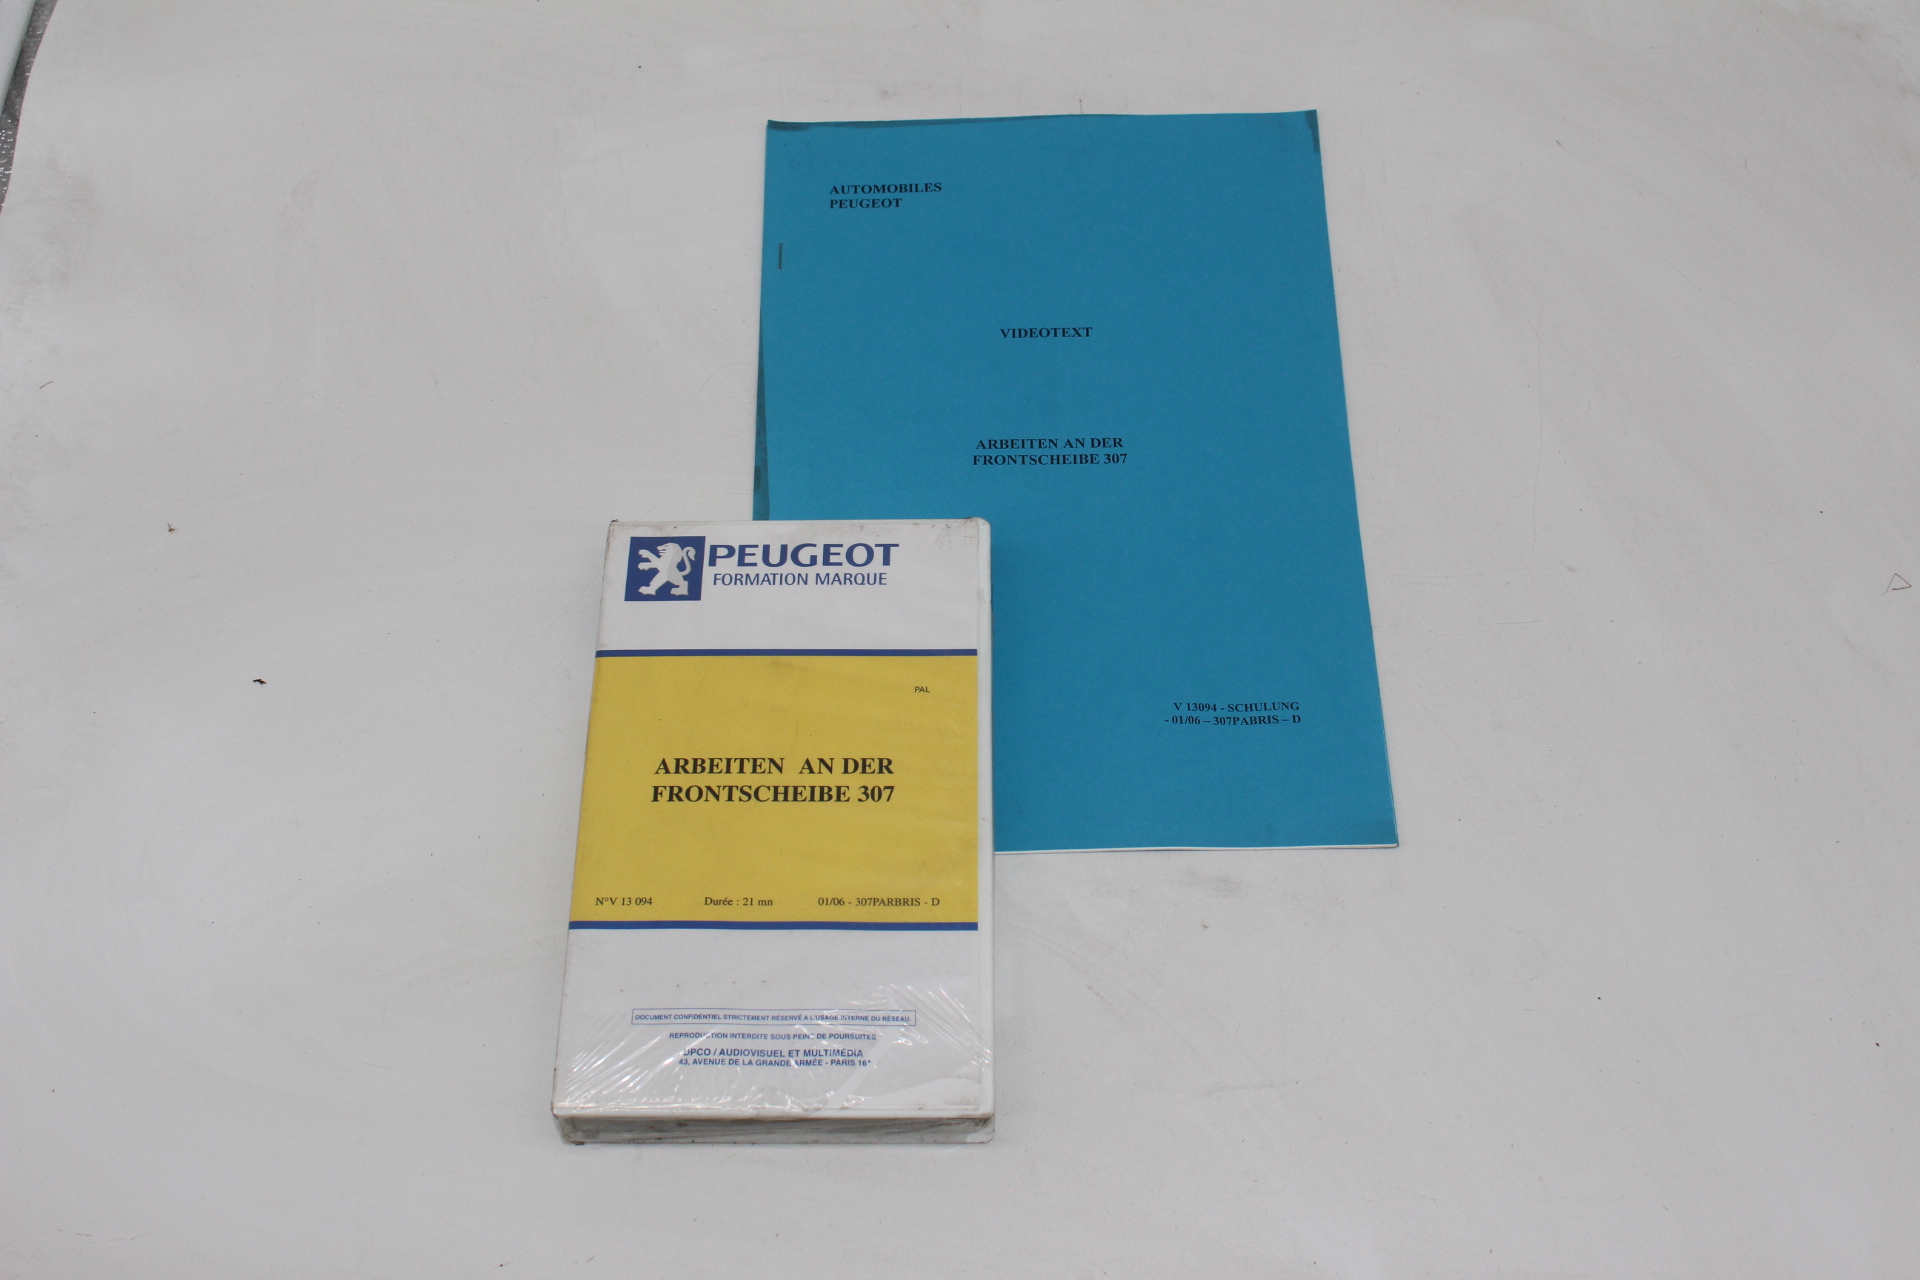 AUTOMOBILES
PEUGEOT
VIDEOTEXT
ARBEITEN AN DER
FRONTSCHEIBE 307
V 13094 - SCHULUNG
- 01/06 – 307PABRIS – D
PEUGEOT
FORMATION MARQUE
PAL
ARBEITEN AN DER
FRONTSCHEIBE 307
N°V 13 094 Durée : 21 mn 01/06 - 307PARBRIS - D
DOCUMENT CONFIDENTIEL STRICTEMENT RÉSERVÉ A L'USAGE INTERNE DU RÉSEAU
REPRODUCTION INTERDITE SOUS PEINE DE POURSUITES
DPCO / AUDIOVISUEL ET MULTIMÉDIA
43, AVENUE DE LA GRANDE ARMÉE - PARIS 16e